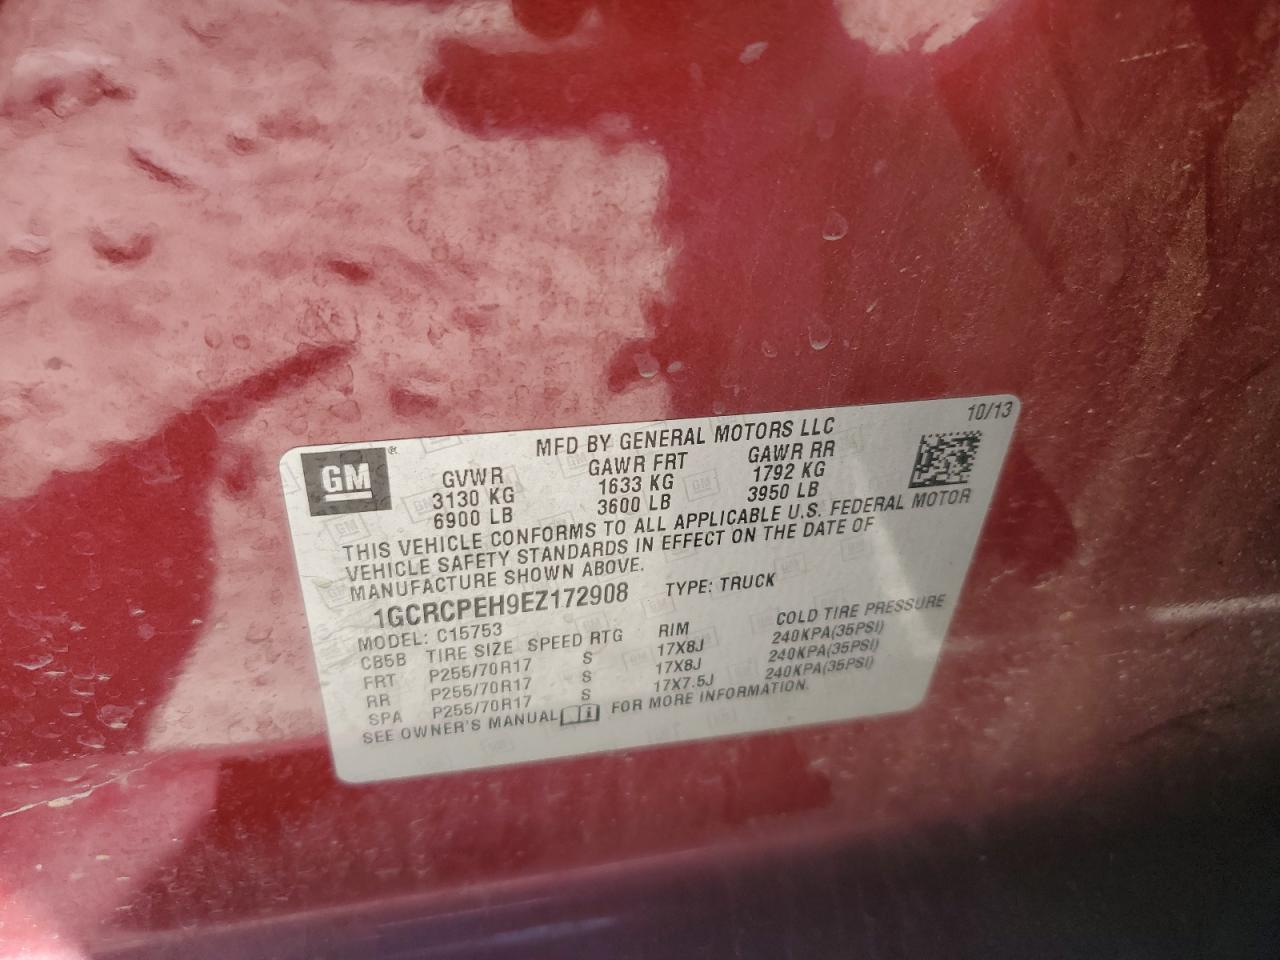 10/13
GM®
MFD BY GENERAL MOTORS LLC
GVWR GAWR FRT GAWR RR
3130 KG 1633 KG 1792 KG
6900 LB 3600 LB 3950 LB
THIS VEHICLE CONFORMS TO ALL APPLICABLE U.S. FEDERAL MOTOR
VEHICLE SAFETY STANDARDS IN EFFECT ON THE DATE OF
MANUFACTURE SHOWN ABOVE.
1GCRCPEH9EZ172908 TYPE: TRUCK
MODEL: C15753
CB5B TIRE SIZE SPEED RTG RIM COLD TIRE PRESSURE
FRT P255/70R17 S 17X8J 240KPA(35PSI)
RR P255/70R17 S 17X8J 240KPA(35PSI)
SPA P255/70R17 S 17X7.5J 240KPA(35PSI)
SEE OWNER'S MANUAL FOR MORE INFORMATION.